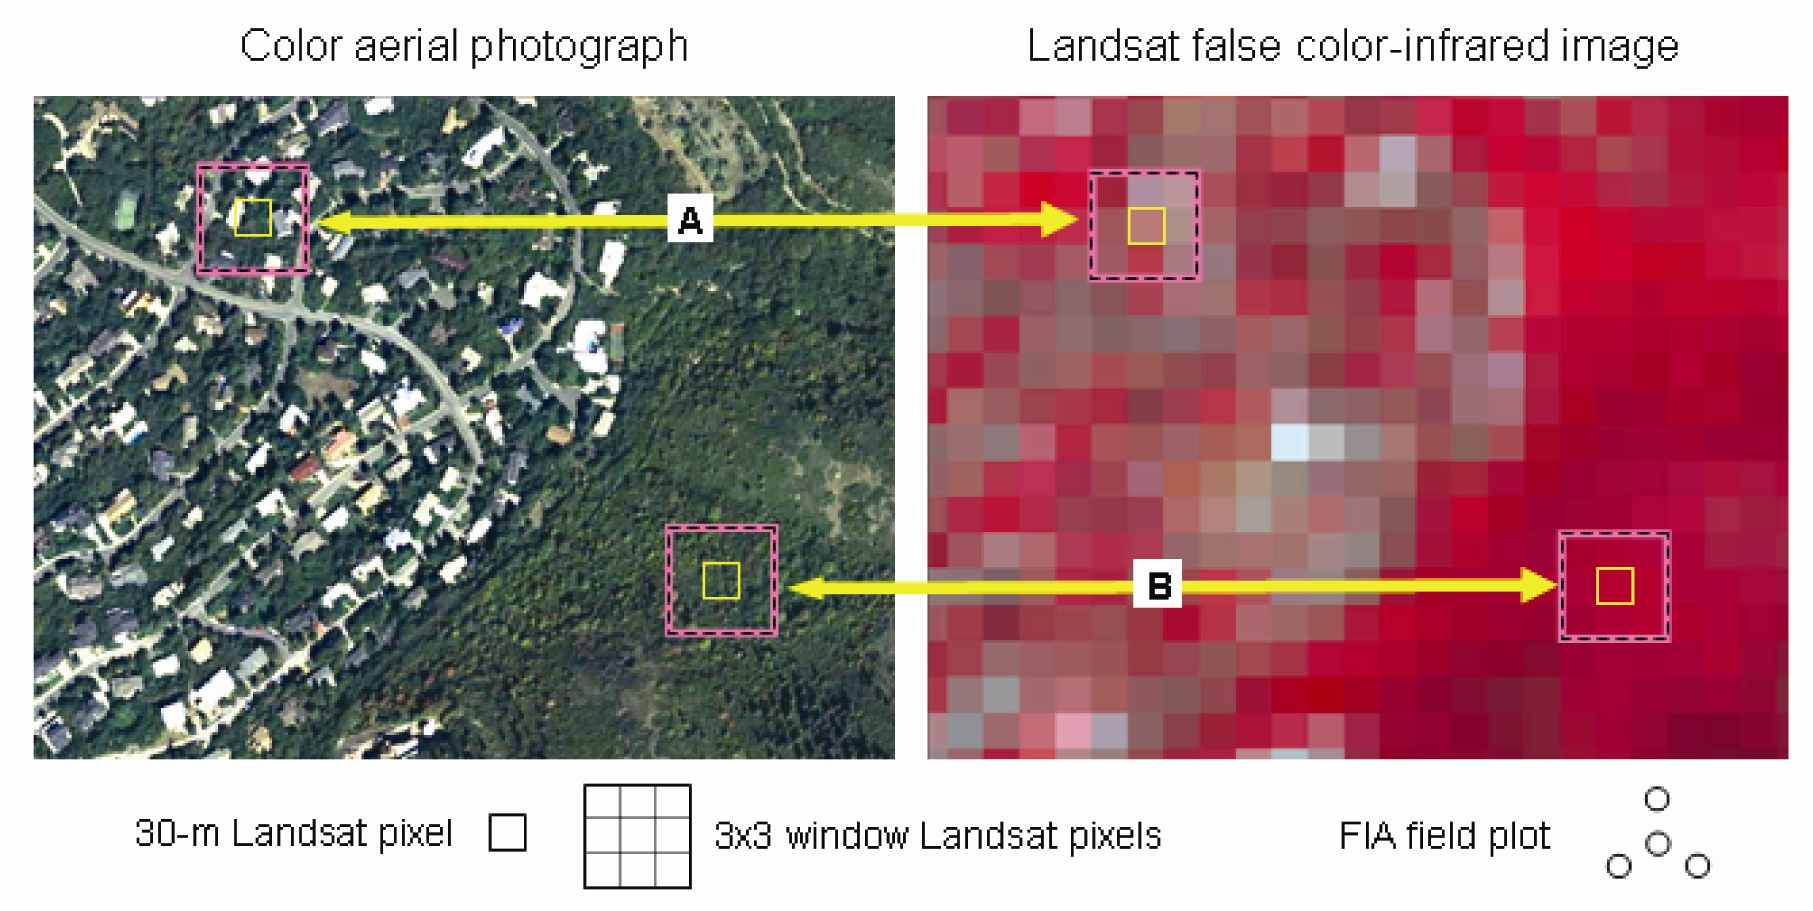 Color aerial photograph
Landsat false color-infrared image
A
B
30-m Landsat pixel
3x3 window Landsat pixels
FIA field plot